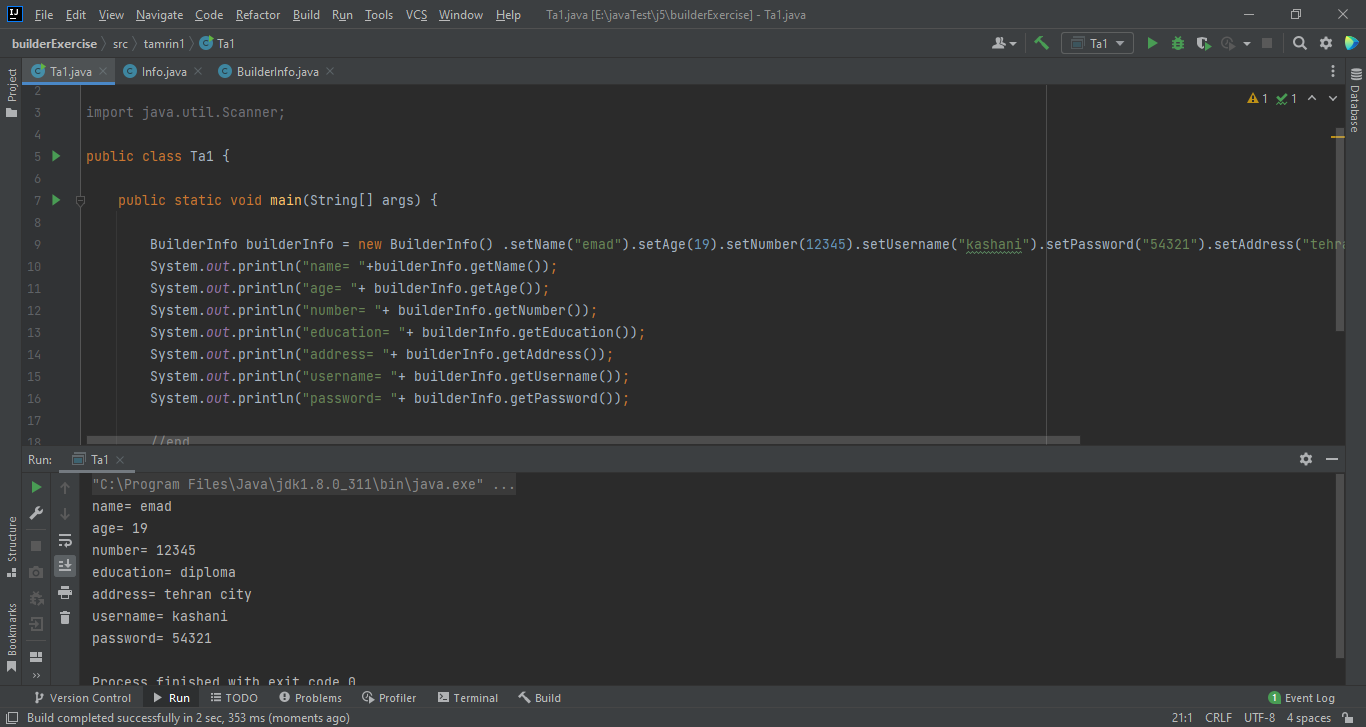 File Edit View Navigate Code Refactor Build Run Tools VCS Window Help Ta1.java [E:\javaTest\j5\builderExercise] - Ta1.java
builderExercise src tamrin1 Ta1 Ta1
Project
Ta1.java Info.java BuilderInfo.java
Database
1 1
2
3 import java.util.Scanner;
4
5 public class Ta1 {
6
7 public static void main(String[] args) {
8
9 BuilderInfo builderInfo = new BuilderInfo() .setName("emad").setAge(19).setNumber(12345).setUsername("kashani").setPassword("54321").setAddress("tehra
10 System.out.println("name= "+builderInfo.getName());
11 System.out.println("age= "+ builderInfo.getAge());
12 System.out.println("number= "+ builderInfo.getNumber());
13 System.out.println("education= "+ builderInfo.getEducation());
14 System.out.println("address= "+ builderInfo.getAddress());
15 System.out.println("username= "+ builderInfo.getUsername());
16 System.out.println("password= "+ builderInfo.getPassword());
17
18 //end
Run: Ta1
"C:\Program Files\Java\jdk1.8.0_311\bin\java.exe" ...
name= emad
age= 19
number= 12345
education= diploma
address= tehran city
username= kashani
password= 54321
Process finished with exit code 0
Structure
Bookmarks
Version Control Run TODO Problems Profiler Terminal Build 1 Event Log
Build completed successfully in 2 sec, 353 ms (moments ago) 21:1 CRLF UTF-8 4 spaces